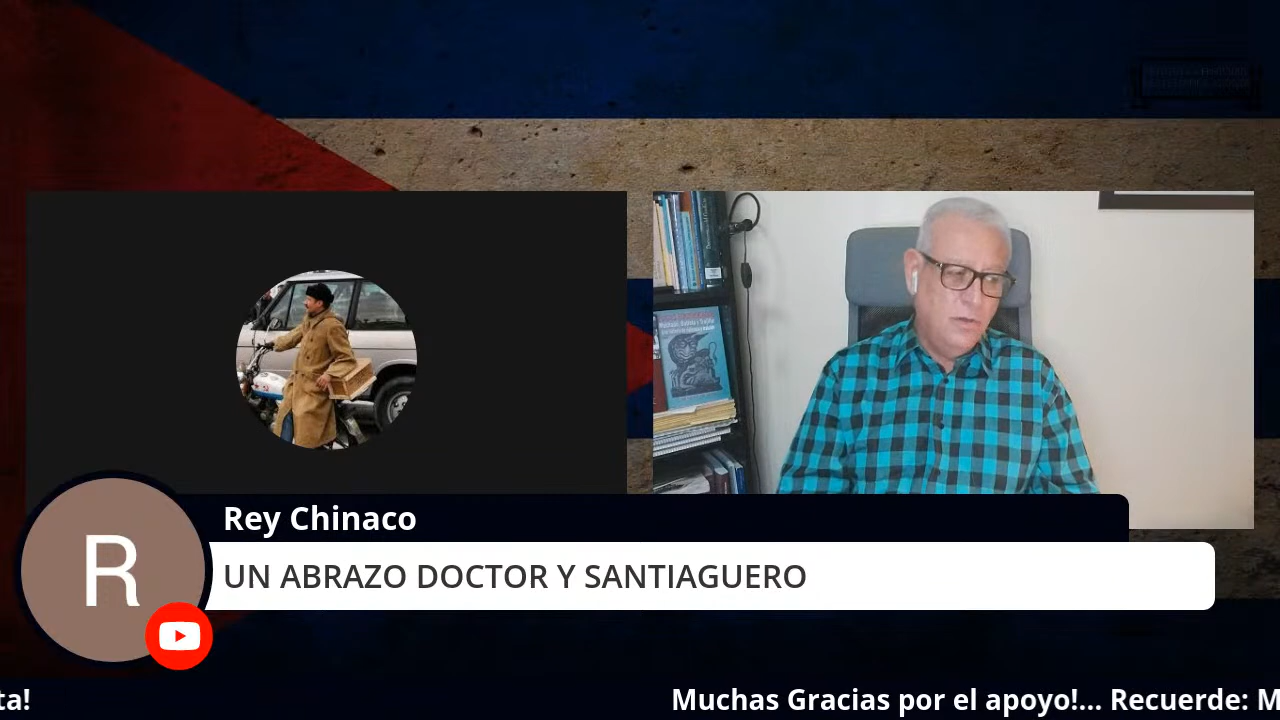 Rey Chinaco
UN ABRAZO DOCTOR Y SANTIAGUERO
ta!
Muchas Gracias por el apoyo!... Recuerde: M